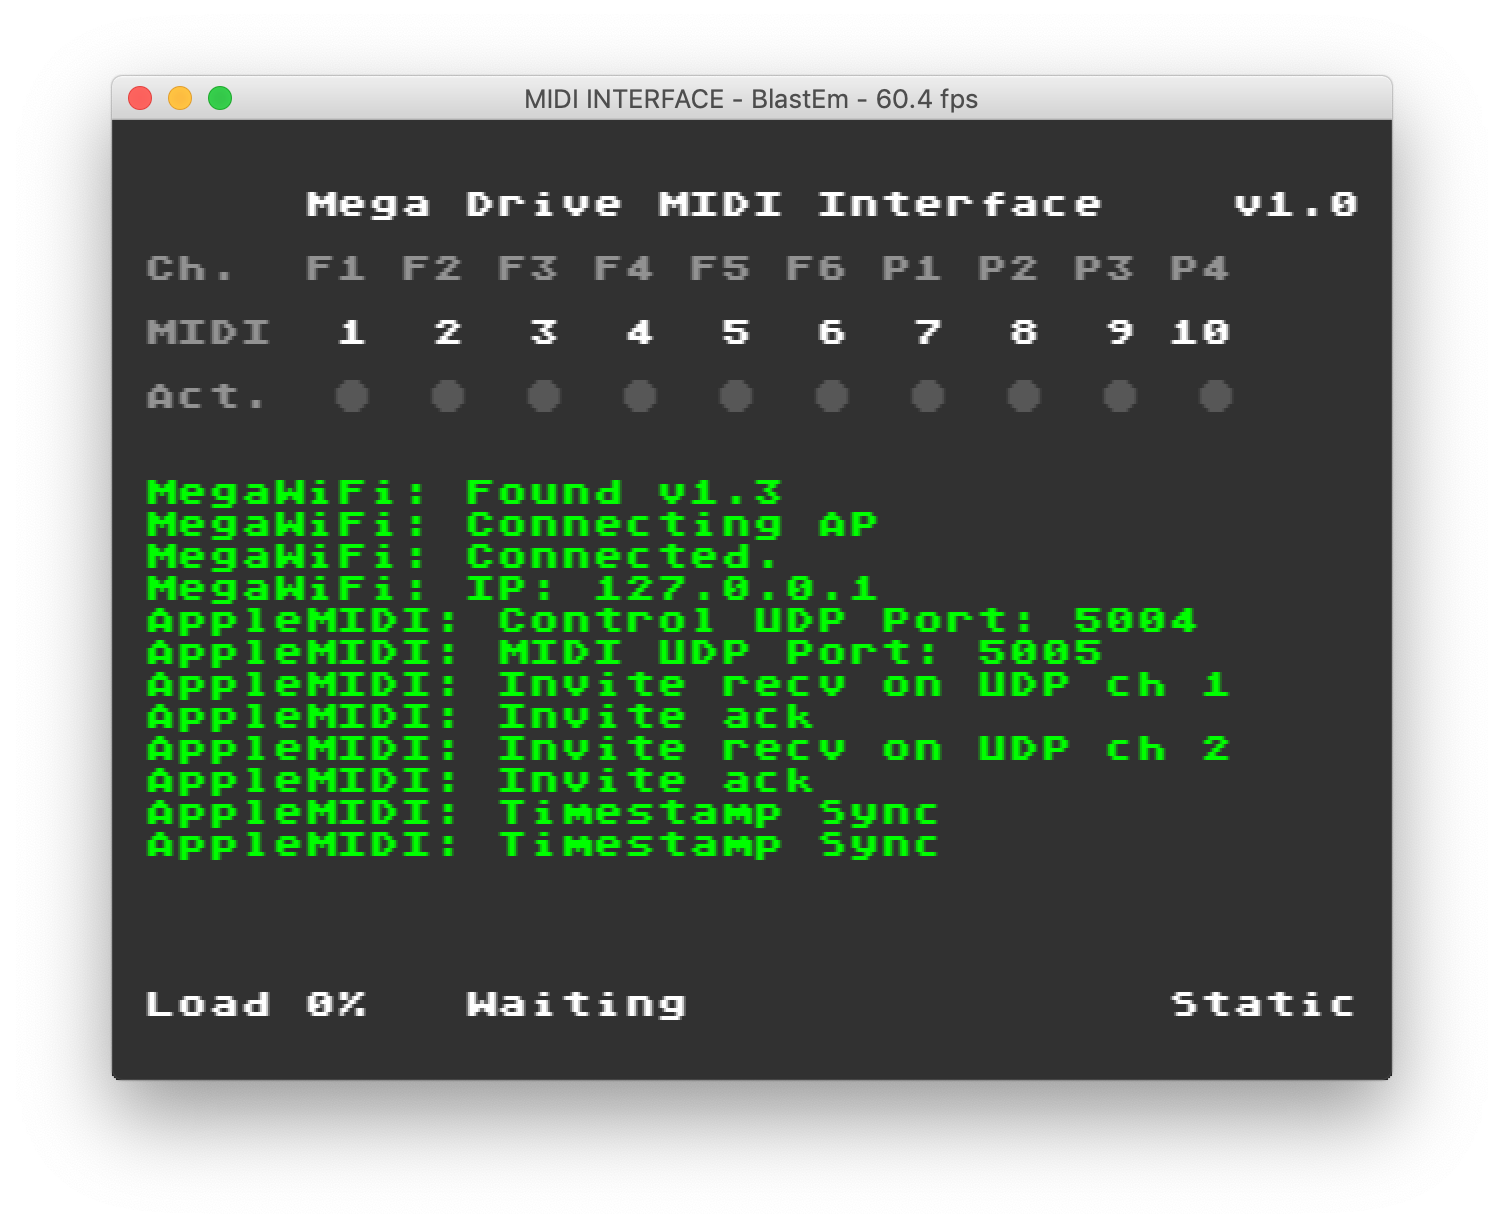 MIDI INTERFACE - BlastEm - 60.4 fps
Mega Drive MIDI Interface v1.0
Ch. F1 F2 F3 F4 F5 F6 P1 P2 P3 P4
MIDI 1 2 3 4 5 6 7 8 9 10
Act.
MegaWiFi: Found v1.3
MegaWiFi: Connecting AP
MegaWiFi: Connected.
MegaWiFi: IP: 127.0.0.1
AppleMIDI: Control UDP Port: 5004
AppleMIDI: MIDI UDP Port: 5005
AppleMIDI: Invite recv on UDP ch 1
AppleMIDI: Invite ack
AppleMIDI: Invite recv on UDP ch 2
AppleMIDI: Invite ack
AppleMIDI: Timestamp Sync
AppleMIDI: Timestamp Sync
Load 0% Waiting Static